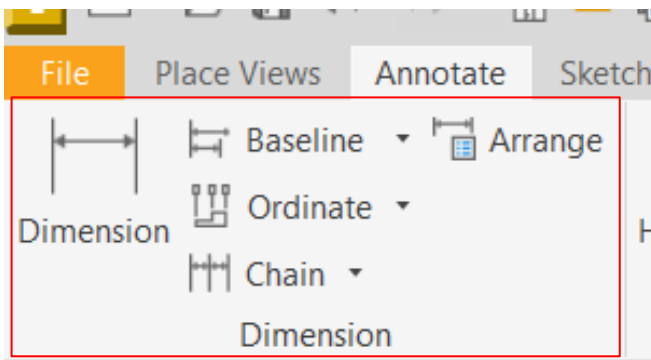 File Place Views Annotate Sketch
Baseline Arrange
Ordinate
Dimension
Chain
Dimension